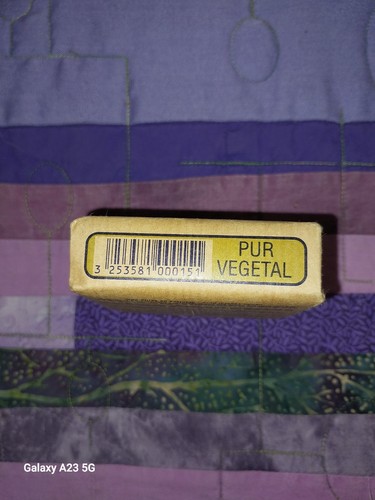 PUR
VEGETAL
3 253581 000151
Galaxy A23 5G